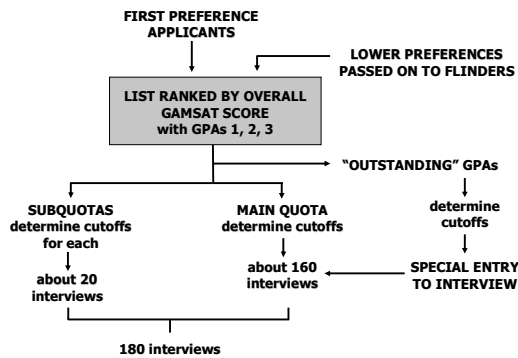 FIRST PREFERENCE
APPLICANTS
LOWER PREFERENCES
PASSED ON TO FLINDERS
LIST RANKED BY OVERALL
GAMSAT SCORE
with GPAs 1, 2, 3
“OUTSTANDING” GPAs
SUBQUOTAS
determine cutoffs
for each
MAIN QUOTA
determine cutoffs
determine
cutoffs
about 20
interviews
about 160
interviews
SPECIAL ENTRY
TO INTERVIEW
180 interviews